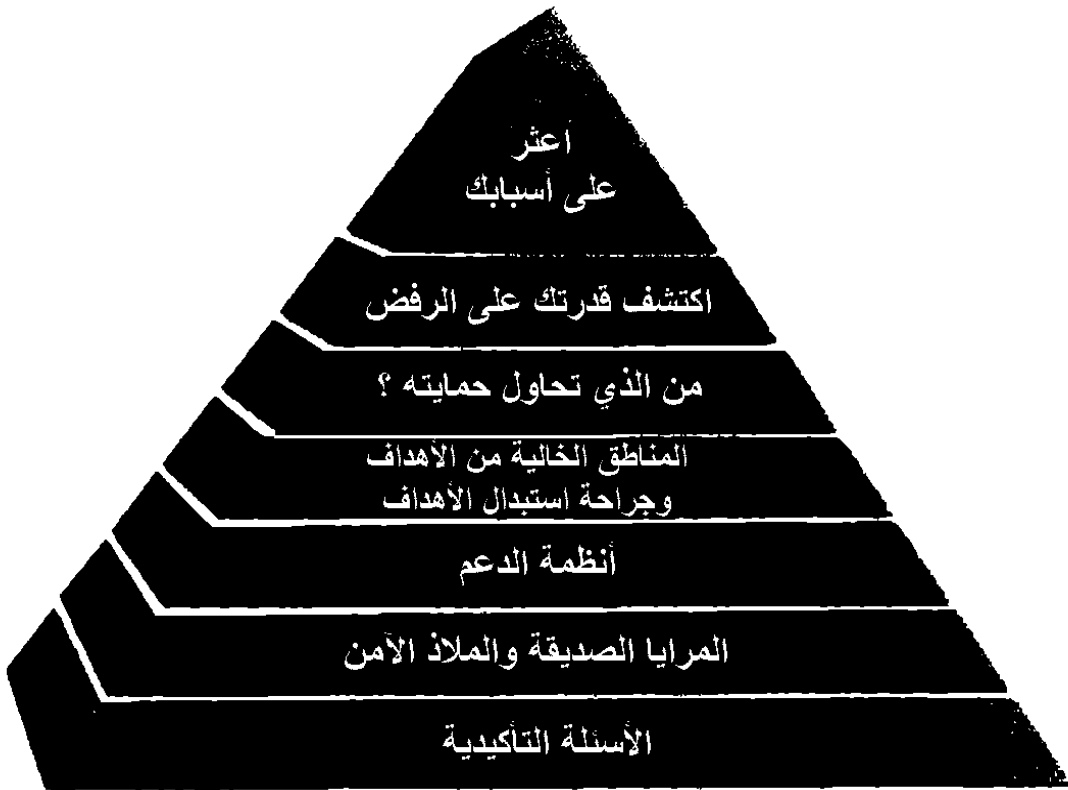 أعثر
على أسبابك
اكتشف قدرتك على الرفض
من الذي تحاول حمايته ؟
المناطق الخالية من الأهداف
وجراحة استبدال الأهداف
أنظمة الدعم
المرايا الصديقة والملاذ الآمن
الأسئلة التأكيدية